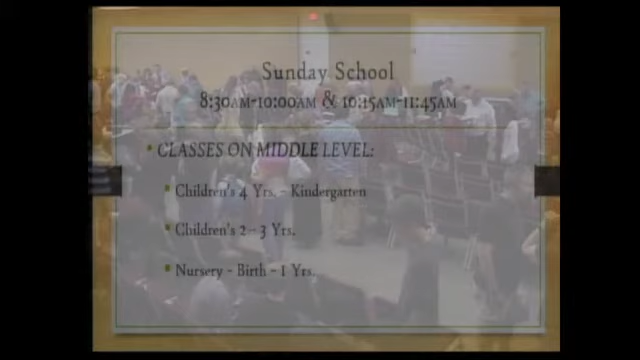 Sunday School
8:30AM-10:00AM & 10:15AM-11:45AM
CLASSES ON MIDDLE LEVEL:
Children's 4 Yrs. - Kindergarten
Children's 2 - 3 Yrs.
Nursery - Birth - 1 Yrs.